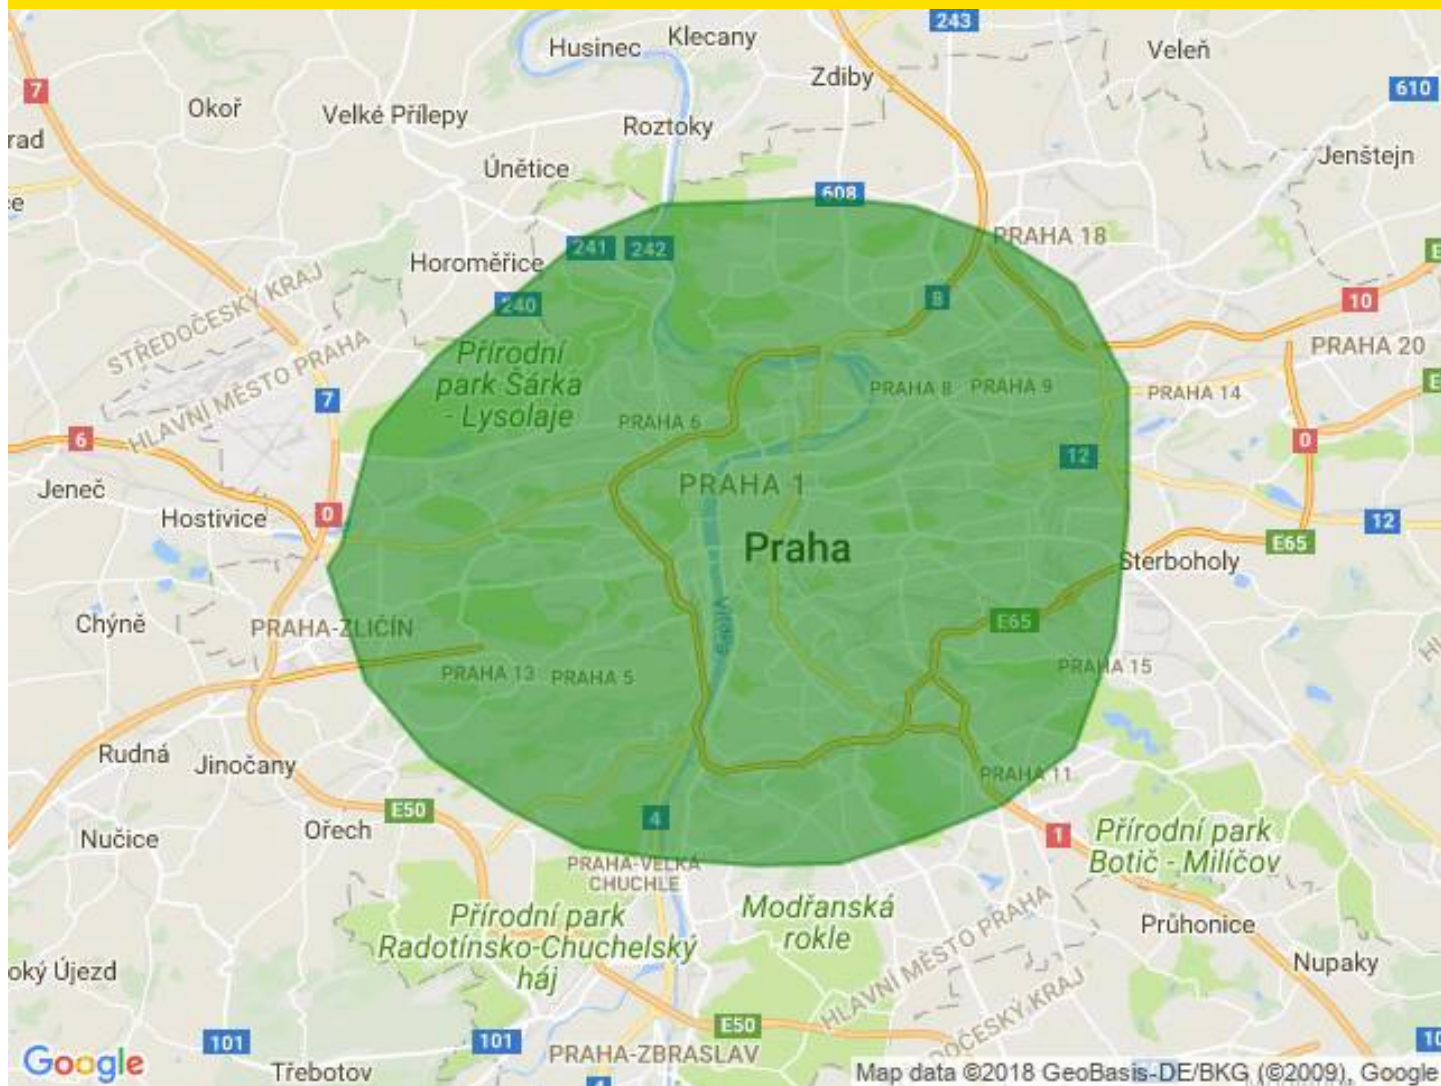 243
Klecany
Husinec
Veleň
Zdiby
7
610
Okoř
Velké Přílepy
Roztoky
rad
Jenštejn
Únětice
608
ce
PRAHA 18
241
242
Horoměřice
STŘEDOČESKÝ KRAJ
HLAVNÍ MĚSTO PRAHA
240
8
10
Přírodní
park Šárka
- Lysolaje
PRAHA 20
PRAHA 8
PRAHA 9
PRAHA 14
7
PRAHA 6
6
0
12
Jeneč
PRAHA 1
Hostivice
0
12
Praha
E65
Sterboholy
Vltava
Chýně
PRAHA-ZLIČÍN
E65
PRAHA 13
PRAHA 5
PRAHA 15
Rudná
Jinočany
PRAHA 11
E50
4
Nučice
Ořech
1
Přírodní park
Botič - Milíčov
PRAHA-VELKÁ
CHUCHLE
Přírodní park
Radotínsko-Chuchelský
háj
Modřanská
rokle
HLAVNÍ MĚSTO PRAHA
DOČESKÝ KRAJ
Průhonice
oký Újezd
Nupaky
E50
101
101
PRAHA-ZBRASLAV
Google
Třebotov
4
Map data ©2018 GeoBasis-DE/BKG (©2009), Google